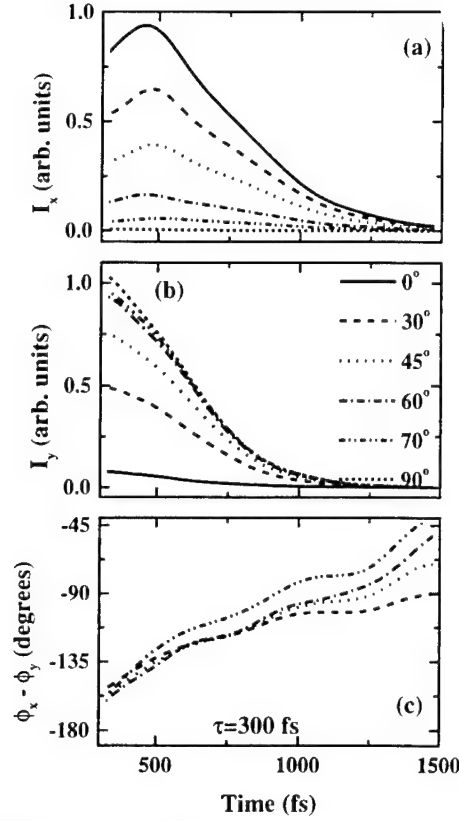 1.0
(a)
I_x (arb. units)
0.5
0.0
1.0
(b)
0°
30°
I_y (arb. units)
0.5
45°
60°
70°
0.0
90°
-45
ϕ_x - ϕ_y (degrees)
-90
-135
-180
(c)
τ=300 fs
500
1000
1500
Time (fs)